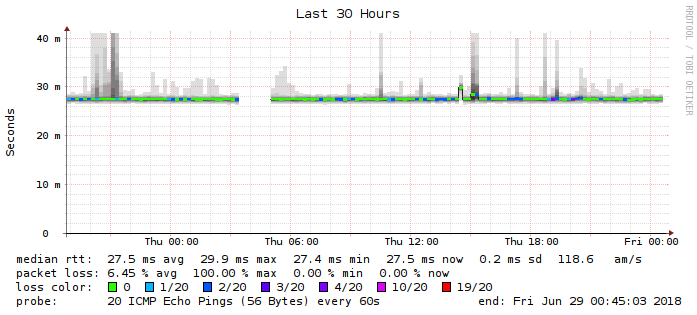 Last 30 Hours
RRDTOOL / TOBI OETIKER
Seconds
40 m
30 m
20 m
10 m
0
Thu 00:00 Thu 06:00 Thu 12:00 Thu 18:00 Fri 00:00
median rtt: 27.5 ms avg 29.9 ms max 27.4 ms min 27.5 ms now 0.2 ms sd 118.6 am/s
packet loss: 6.45 % avg 100.00 % max 0.00 % min 0.00 % now
loss color: 0 1/20 2/20 3/20 4/20 10/20 19/20
probe: 20 ICMP Echo Pings (56 Bytes) every 60s end: Fri Jun 29 00:45:03 2018